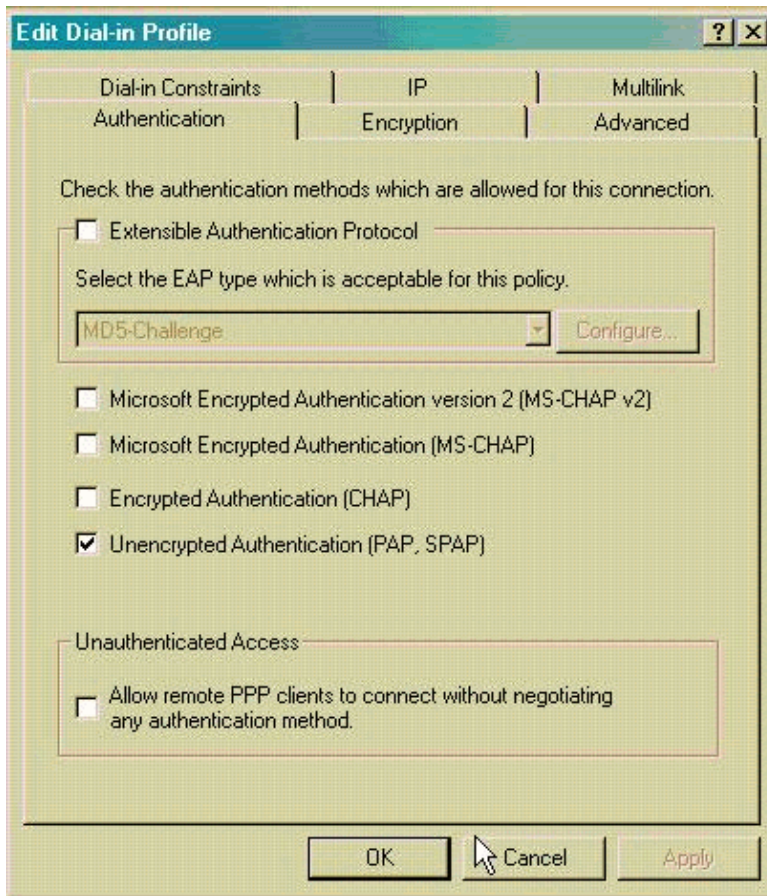 Edit Dial-in Profile
Dial-in Constraints IP Multilink
Authentication Encryption Advanced
Check the authentication methods which are allowed for this connection.
Extensible Authentication Protocol
Select the EAP type which is acceptable for this policy.
MD5-Challenge Configure...
Microsoft Encrypted Authentication version 2 (MS-CHAP v2)
Microsoft Encrypted Authentication (MS-CHAP)
Encrypted Authentication (CHAP)
Unencrypted Authentication (PAP, SPAP)
Unauthenticated Access
Allow remote PPP clients to connect without negotiating
any authentication method.
OK Cancel Apply